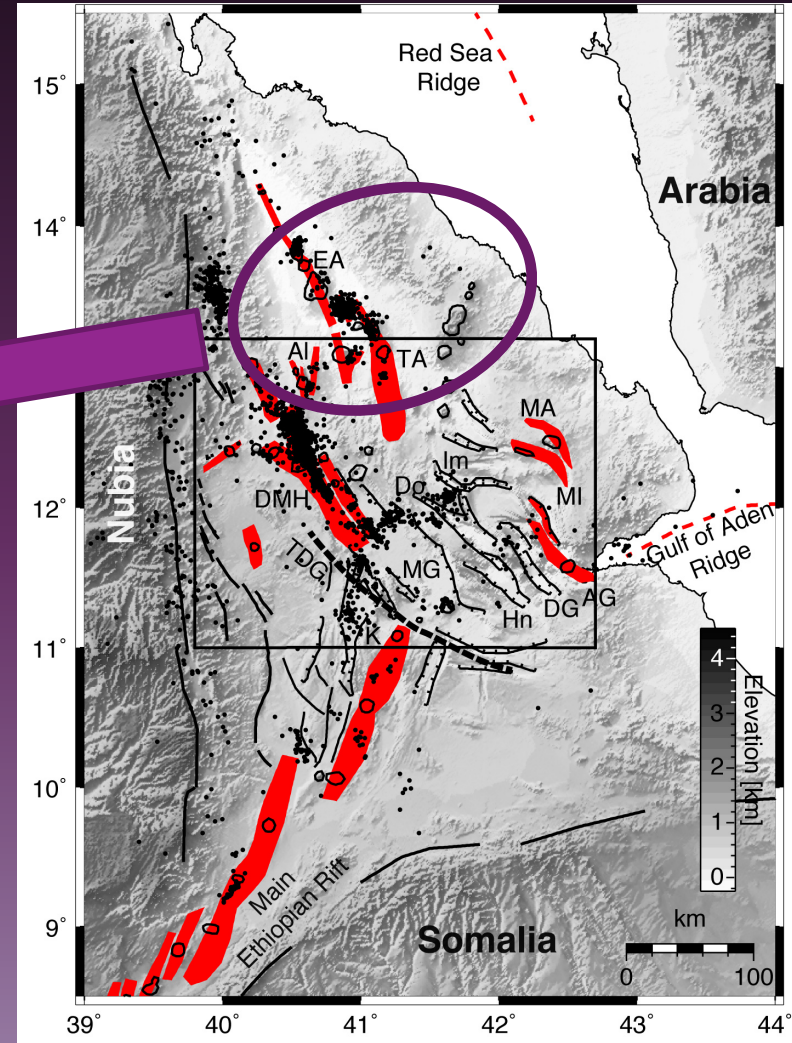 Red Sea
Ridge
15°
Arabia
14°
EA
Al
TA
MA
Im
Nubia
12°
Do
DMH
MI
Gulf of Aden
Ridge
TDG
MG
DG
AG
Hn
K
11°
4
3
2
1
0
Elevation [km]
10°
Main
Ethiopian Rift
9°
Somalia
km
0
100
39°
40°
41°
42°
43°
44°